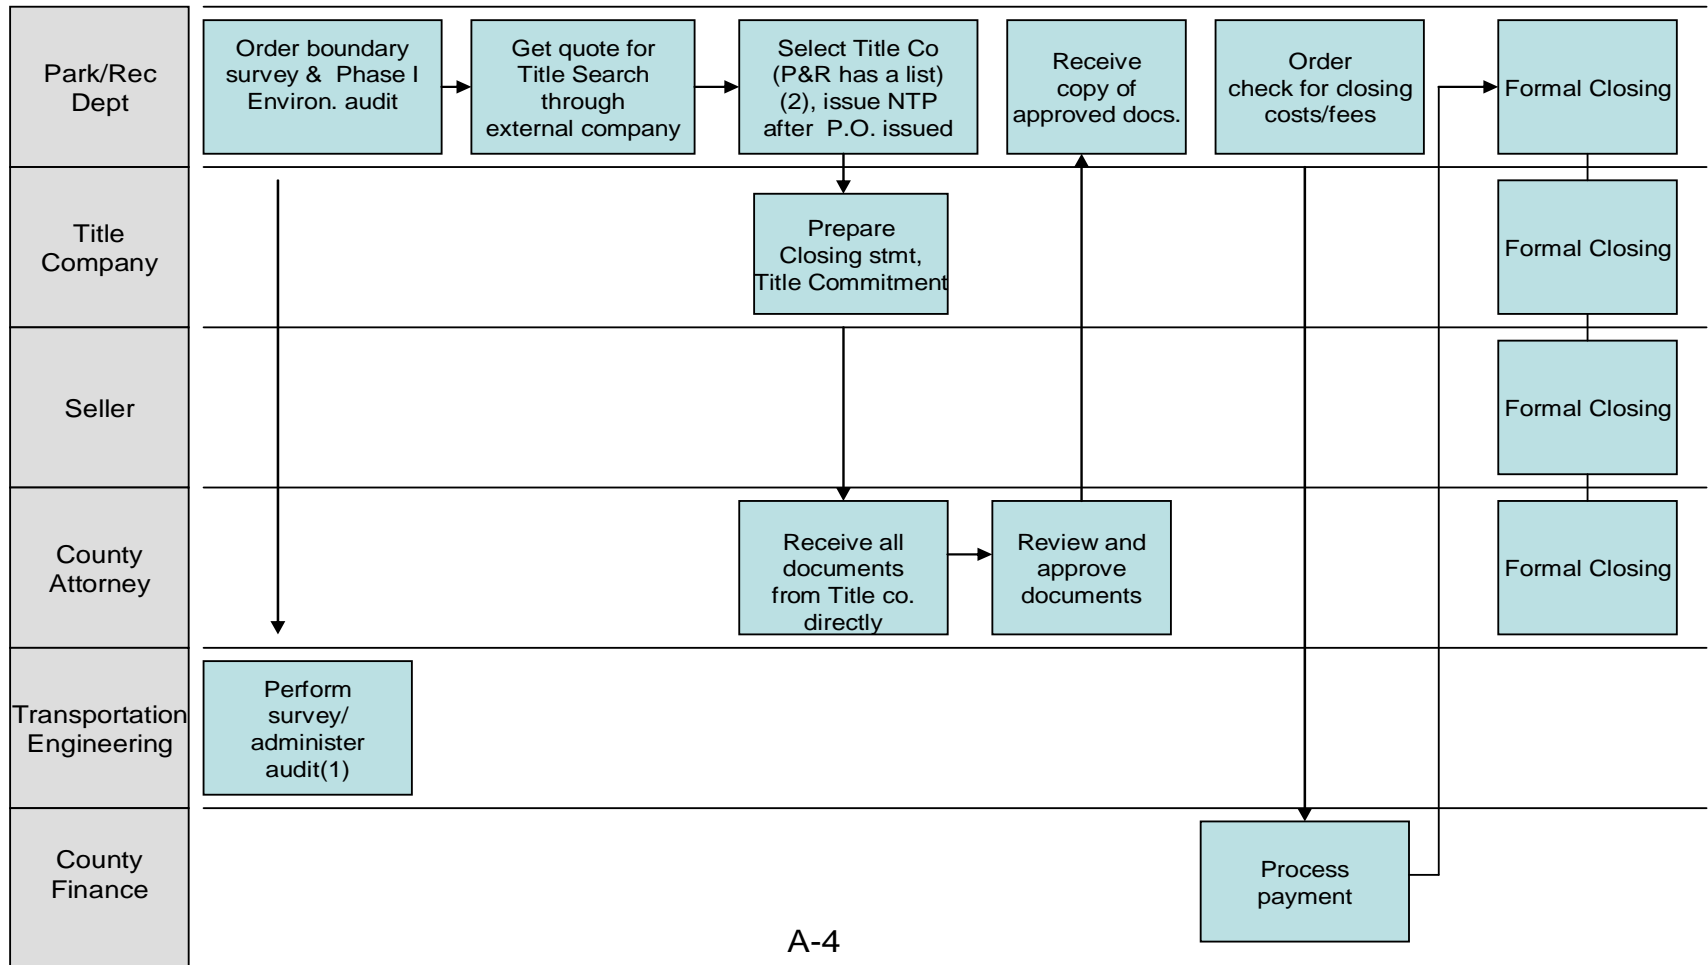 Park/Rec
Dept
Order boundary
survey & Phase I
Environ. audit
Get quote for
Title Search
through
external company
Select Title Co
(P&R has a list)
(2), issue NTP
after P.O. issued
Receive
copy of
approved docs.
Order
check for closing
costs/fees
Formal Closing
Title
Company
Prepare
Closing stmt,
Title Commitment
Formal Closing
Seller
Formal Closing
County
Attorney
Receive all
documents
from Title co.
directly
Review and
approve
documents
Formal Closing
Transportation
Engineering
Perform
survey/
administer
audit(1)
County
Finance
Process
payment
A-4